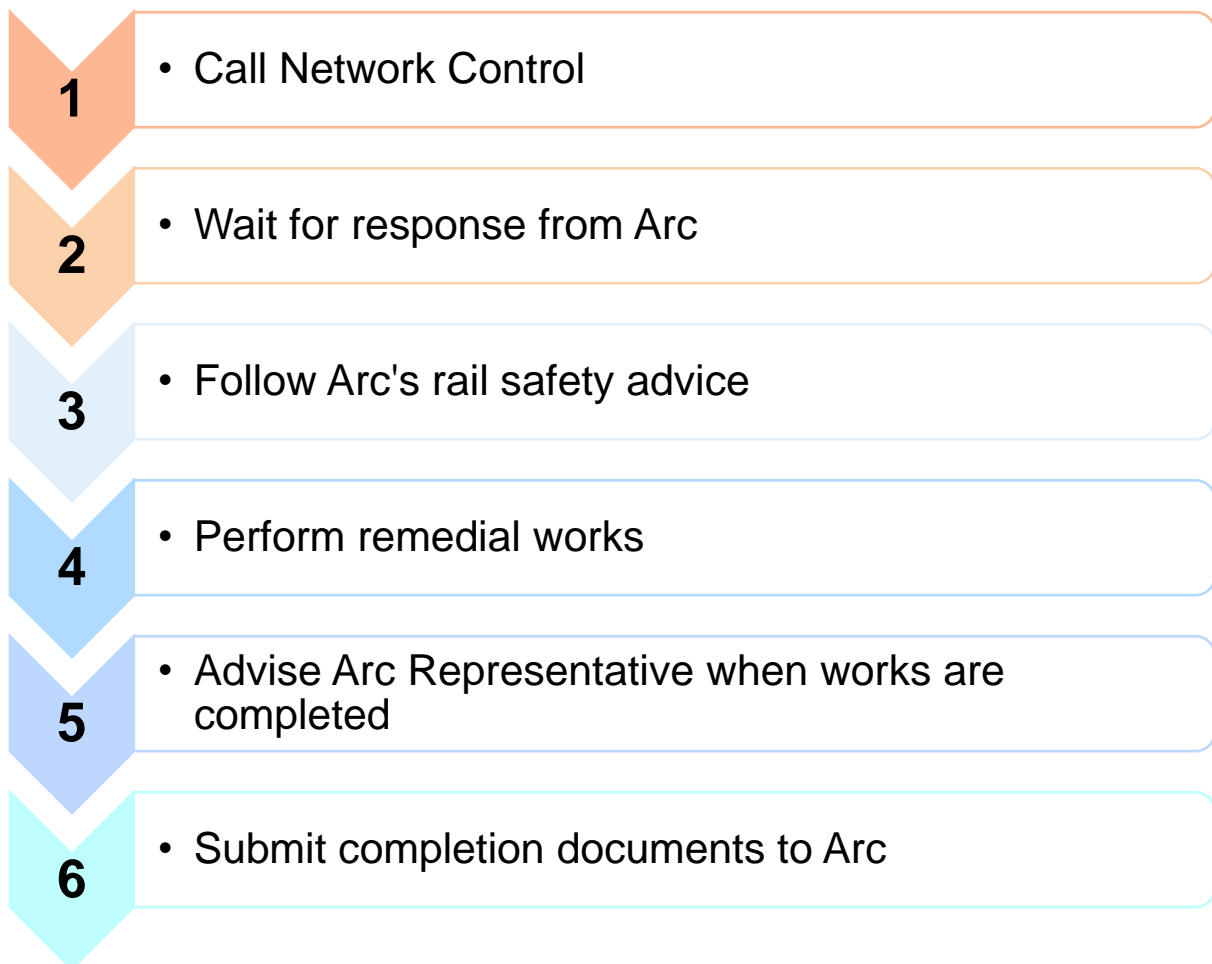 1
• Call Network Control
2
• Wait for response from Arc
3
• Follow Arc's rail safety advice
4
• Perform remedial works
5
• Advise Arc Representative when works are
completed
6
• Submit completion documents to Arc